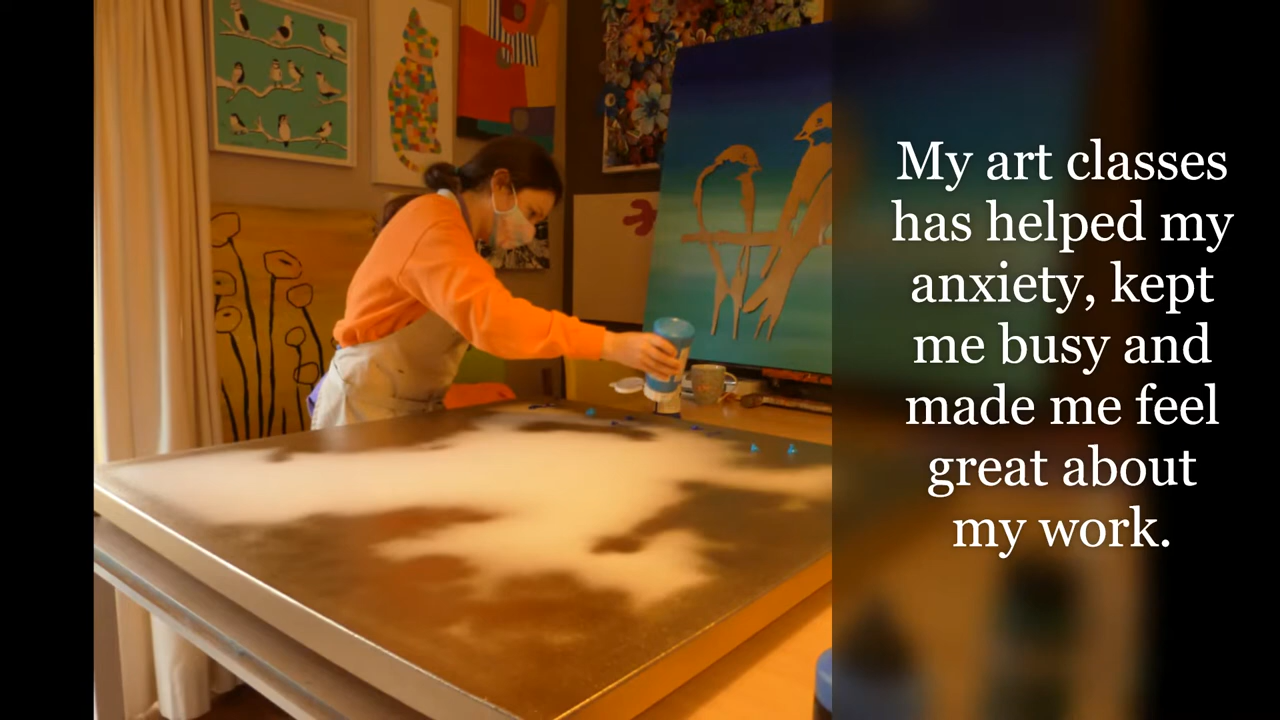 My art classes
has helped my
anxiety, kept
me busy and
made me feel
great about
my work.